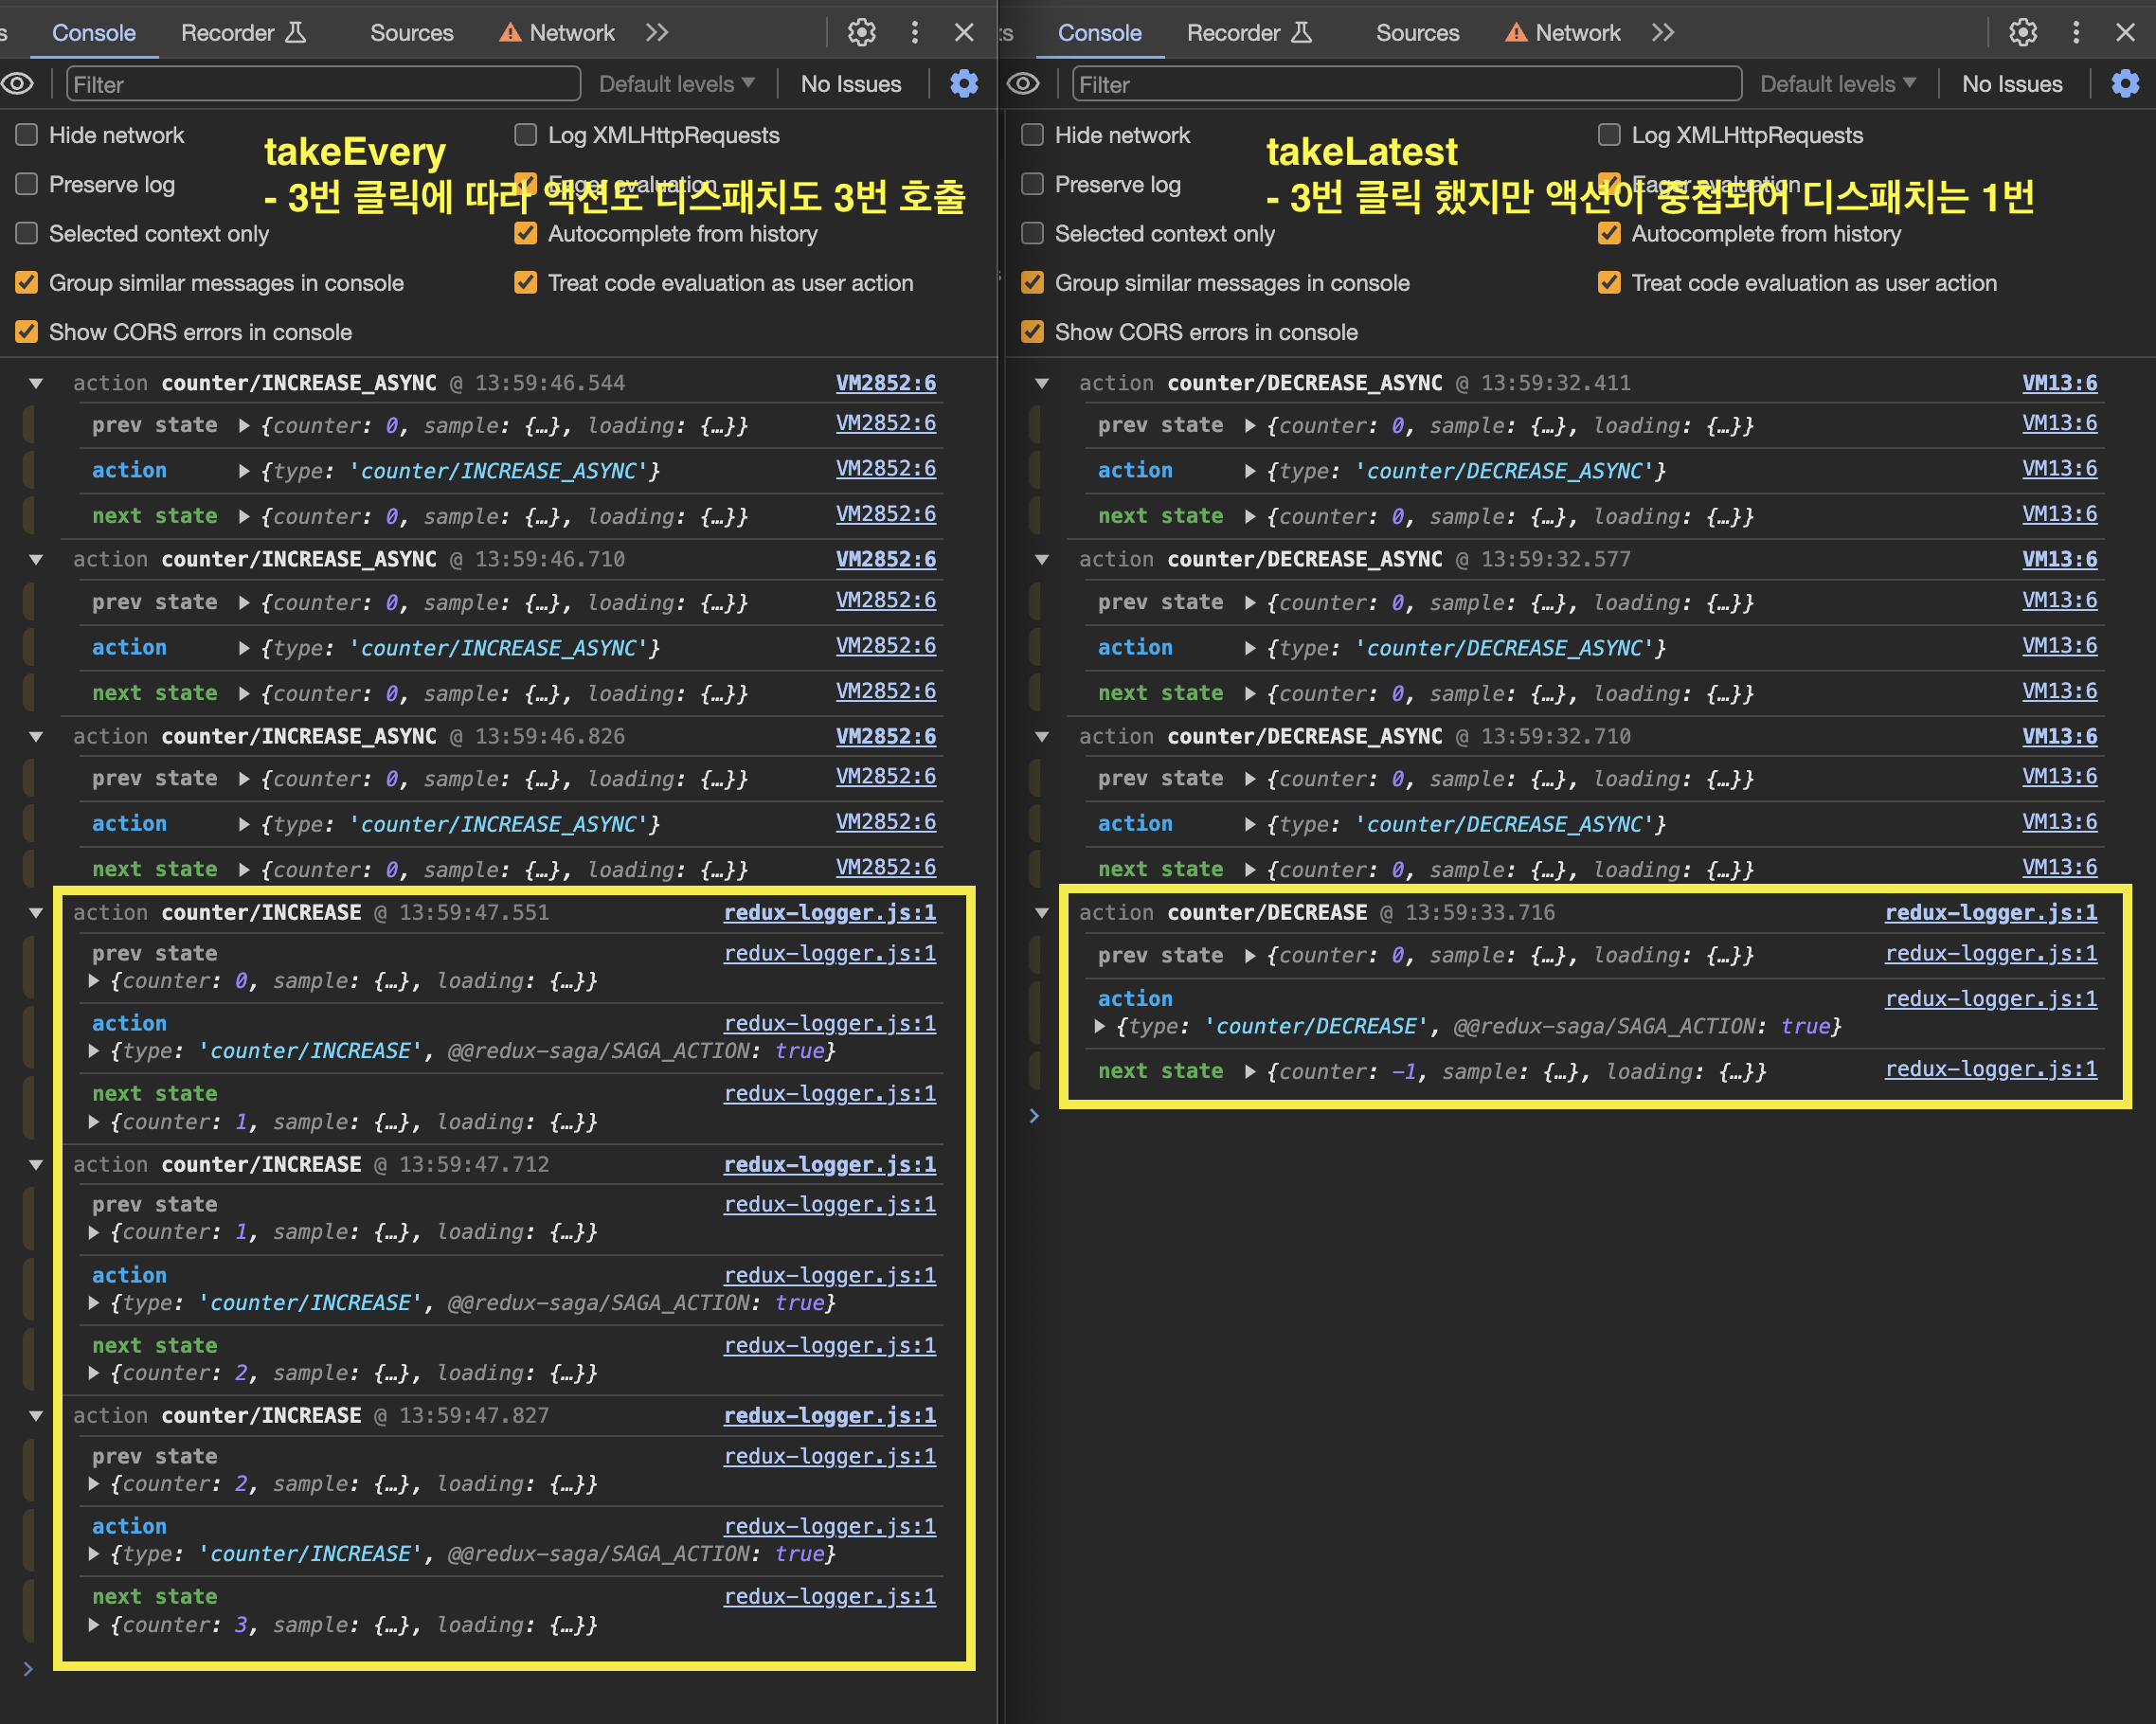 Console Recorder Sources Network
Filter Default levels ▼ No Issues
Hide network Log XMLHttpRequests
takeEvery
Preserve log Eager evaluation
- 3번 클릭에 따라 액션도 디스패치도 3번 호출
Selected context only Autocomplete from history
Group similar messages in console Treat code evaluation as user action
Show CORS errors in console
action counter/INCREASE_ASYNC @ 13:59:46.544 VM2852:6
prev state ▶ {counter: 0, sample: {…}, loading: {…}} VM2852:6
action ▶ {type: 'counter/INCREASE_ASYNC'} VM2852:6
next state ▶ {counter: 0, sample: {…}, loading: {…}} VM2852:6
action counter/INCREASE_ASYNC @ 13:59:46.710 VM2852:6
prev state ▶ {counter: 0, sample: {…}, loading: {…}} VM2852:6
action ▶ {type: 'counter/INCREASE_ASYNC'} VM2852:6
next state ▶ {counter: 0, sample: {…}, loading: {…}} VM2852:6
action counter/INCREASE_ASYNC @ 13:59:46.826 VM2852:6
prev state ▶ {counter: 0, sample: {…}, loading: {…}} VM2852:6
action ▶ {type: 'counter/INCREASE_ASYNC'} VM2852:6
next state ▶ {counter: 0, sample: {…}, loading: {…}} VM2852:6
action counter/INCREASE @ 13:59:47.551 redux-logger.js:1
prev state redux-logger.js:1
▶ {counter: 0, sample: {…}, loading: {…}}
action redux-logger.js:1
▶ {type: 'counter/INCREASE', @@redux-saga/SAGA_ACTION: true}
next state redux-logger.js:1
▶ {counter: 1, sample: {…}, loading: {…}}
action counter/INCREASE @ 13:59:47.712 redux-logger.js:1
prev state redux-logger.js:1
▶ {counter: 1, sample: {…}, loading: {…}}
action redux-logger.js:1
▶ {type: 'counter/INCREASE', @@redux-saga/SAGA_ACTION: true}
next state redux-logger.js:1
▶ {counter: 2, sample: {…}, loading: {…}}
action counter/INCREASE @ 13:59:47.827 redux-logger.js:1
prev state redux-logger.js:1
▶ {counter: 2, sample: {…}, loading: {…}}
action redux-logger.js:1
▶ {type: 'counter/INCREASE', @@redux-saga/SAGA_ACTION: true}
next state redux-logger.js:1
▶ {counter: 3, sample: {…}, loading: {…}}
Console Recorder Sources Network
Filter Default levels ▼ No Issues
Hide network Log XMLHttpRequests
takeLatest
Preserve log Eager evaluation
- 3번 클릭 했지만 액션이 중첩되어 디스패치는 1번
Selected context only Autocomplete from history
Group similar messages in console Treat code evaluation as user action
Show CORS errors in console
action counter/DECREASE_ASYNC @ 13:59:32.411 VM13:6
prev state ▶ {counter: 0, sample: {…}, loading: {…}} VM13:6
action ▶ {type: 'counter/DECREASE_ASYNC'} VM13:6
next state ▶ {counter: 0, sample: {…}, loading: {…}} VM13:6
action counter/DECREASE_ASYNC @ 13:59:32.577 VM13:6
prev state ▶ {counter: 0, sample: {…}, loading: {…}} VM13:6
action ▶ {type: 'counter/DECREASE_ASYNC'} VM13:6
next state ▶ {counter: 0, sample: {…}, loading: {…}} VM13:6
action counter/DECREASE_ASYNC @ 13:59:32.710 VM13:6
prev state ▶ {counter: 0, sample: {…}, loading: {…}} VM13:6
action ▶ {type: 'counter/DECREASE_ASYNC'} VM13:6
next state ▶ {counter: 0, sample: {…}, loading: {…}} VM13:6
action counter/DECREASE @ 13:59:33.716 redux-logger.js:1
prev state ▶ {counter: 0, sample: {…}, loading: {…}} redux-logger.js:1
action redux-logger.js:1
▶ {type: 'counter/DECREASE', @@redux-saga/SAGA_ACTION: true}
next state ▶ {counter: -1, sample: {…}, loading: {…}} redux-logger.js:1